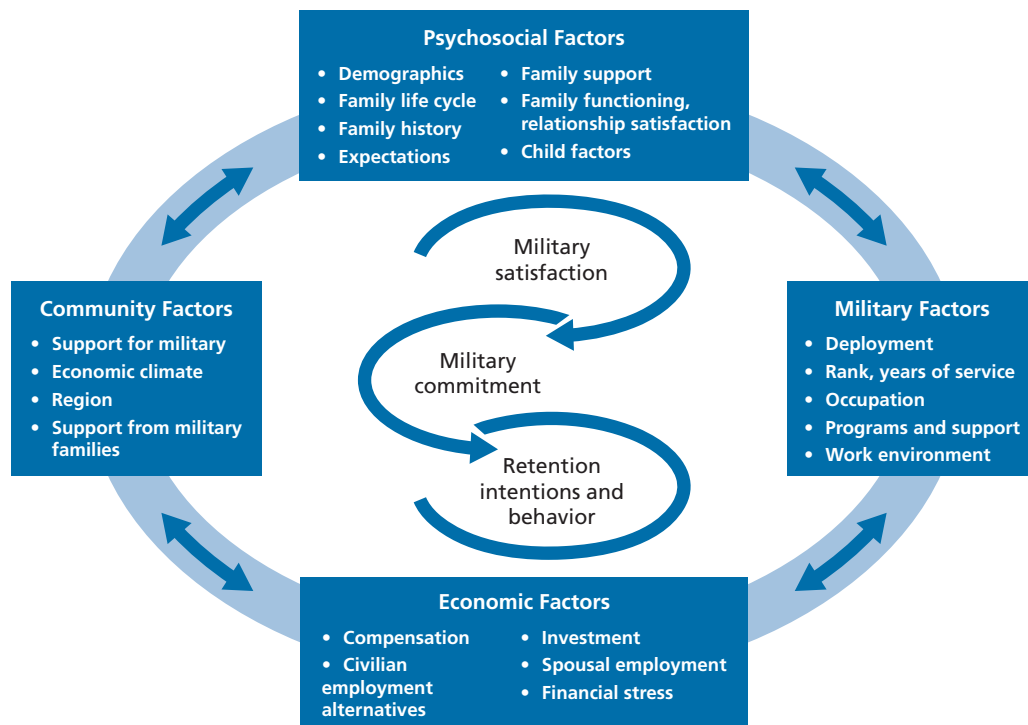 Psychosocial Factors
• Demographics
• Family life cycle
• Family history
• Expectations
• Family support
• Family functioning,
relationship satisfaction
• Child factors
Military
satisfaction
Community Factors
• Support for military
• Economic climate
• Region
• Support from military
families
Military
commitment
Military Factors
• Deployment
• Rank, years of service
• Occupation
• Programs and support
• Work environment
Retention
intentions and
behavior
Economic Factors
• Compensation
• Civilian
employment
alternatives
• Investment
• Spousal employment
• Financial stress